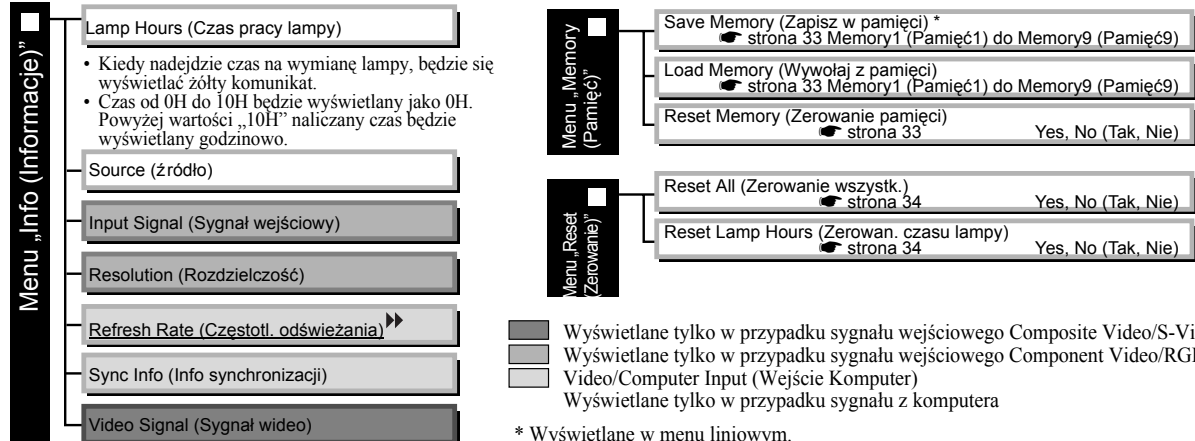 Menu „Info (Informacje)”
Lamp Hours (Czas pracy lampy)
• Kiedy nadejdzie czas na wymianę lampy, będzie się
wyświetlać żółty komunikat.
• Czas od 0H do 10H będzie wyświetlany jako 0H.
Powyżej wartości „10H” naliczany czas będzie
wyświetlany godzinowo.
Source (źródło)
Input Signal (Sygnał wejściowy)
Resolution (Rozdzielczość)
Refresh Rate (Częstotl. odświeżania)
Sync Info (Info synchronizacji)
Video Signal (Sygnał wideo)
Menu „Memory
(Pamięć)”
Save Memory (Zapisz w pamięci) *
☛ strona 33 Memory1 (Pamięć1) do Memory9 (Pamięć9)
Load Memory (Wywołaj z pamięci)
☛ strona 33 Memory1 (Pamięć1) do Memory9 (Pamięć9)
Reset Memory (Zerowanie pamięci)
☛ strona 33 Yes, No (Tak, Nie)
Menu „Reset
(Zerowanie)”
Reset All (Zerowanie wszystk.)
☛ strona 34 Yes, No (Tak, Nie)
Reset Lamp Hours (Zerowan. czasu lampy)
☛ strona 34 Yes, No (Tak, Nie)
Wyświetlane tylko w przypadku sygnału wejściowego Composite Video/S-Vi
Wyświetlane tylko w przypadku sygnału wejściowego Component Video/RGB
Video/Computer Input (Wejście Komputer)
Wyświetlane tylko w przypadku sygnału z komputera
* Wyświetlane w menu liniowym.